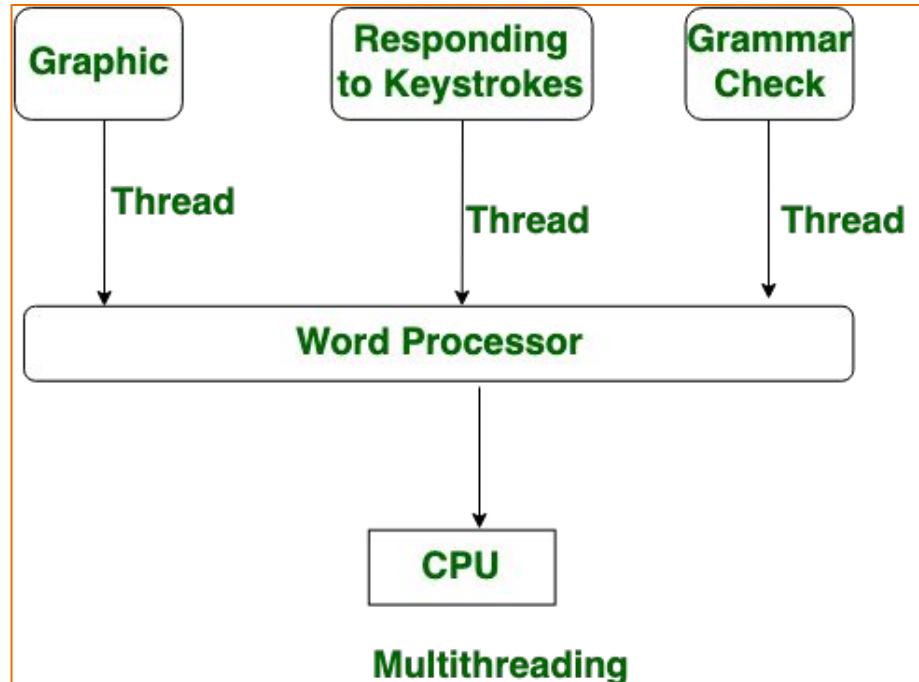 Graphic
Responding
to Keystrokes
Grammar
Check
Thread
Thread
Thread
Word Processor
CPU
Multithreading